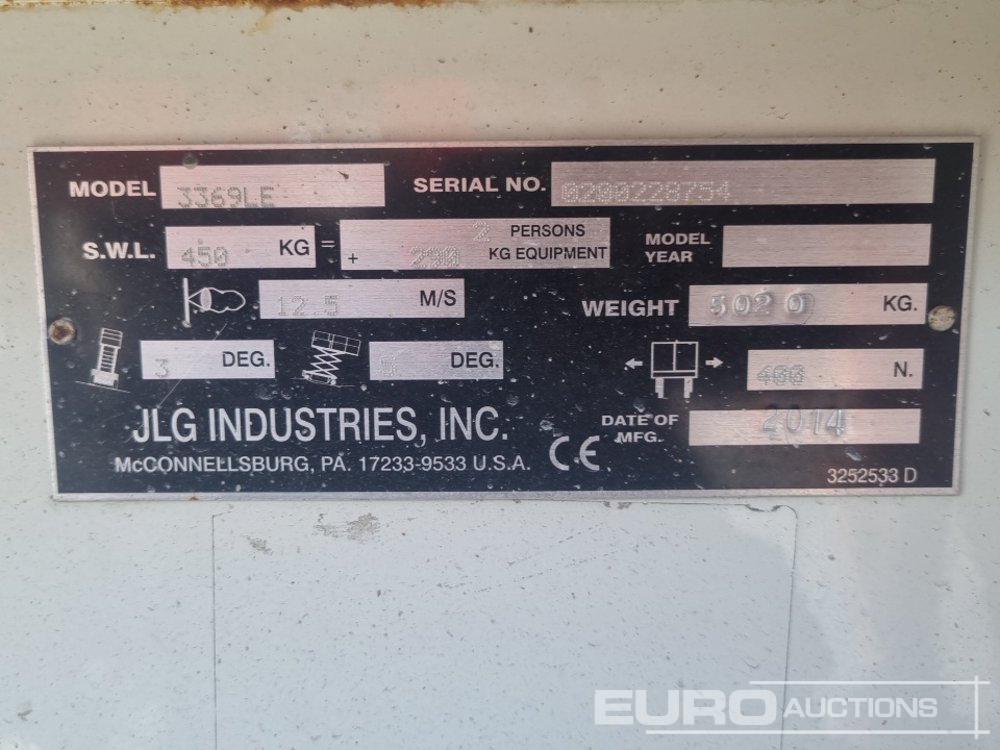 MODEL 3369LE SERIAL NO. 0200228754
S.W.L. 450 KG = 2 PERSONS
+ 290 KG EQUIPMENT
MODEL YEAR
12.5 M/S
WEIGHT 5020 KG.
3 DEG. DEG.
400 N.
JLG INDUSTRIES, INC.
McCONNELLSBURG, PA. 17233-9533 U.S.A.
CE
DATE OF MFG. 2014
3252533 D
EURO AUCTIONS